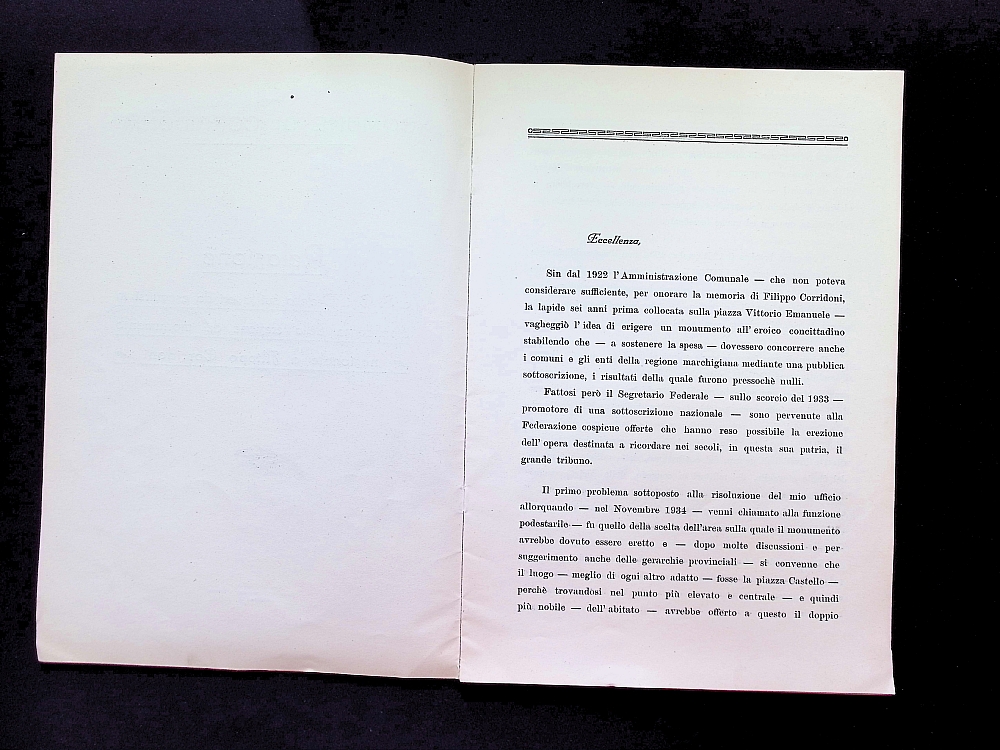 Eccellenza,
Sin dal 1922 l'Amministrazione Comunale — che non poteva
considerare sufficiente, per onorare la memoria di Filippo Corridoni,
la lapide sei anni prima collocata sulla piazza Vittorio Emanuele —
vagheggiò l'idea di erigere un monumento all'eroico concittadino
stabilendo che — a sostenere la spesa — dovessero concorrere anche
i comuni e gli enti della regione marchigiana mediante una pubblica
sottoscrizione, i risultati della quale furono pressochè nulli.
Fattosi però il Segretario Federale — sullo scorcio del 1933 —
promotore di una sottoscrizione nazionale — sono pervenute alla
Federazione cospicue offerte che hanno reso possibile la erezione
dell'opera destinata a ricordare nei secoli, in questa sua patria, il
grande tribuno.
Il primo problema sottoposto alla risoluzione del mio ufficio
allorquando — nel Novembre 1934 — venni chiamato alla funzione
podestarile — fu quello della scelta dell'area sulla quale il monumento
avrebbe dovuto essere eretto e — dopo molte discussioni e per
suggerimento anche delle gerarchie provinciali — si convenne che
il luogo — meglio di ogni altro adatto — fosse la piazza Castello —
perchè trovandosi nel punto più elevato e centrale — e quindi
più nobile — dell'abitato — avrebbe offerto a questo il doppio